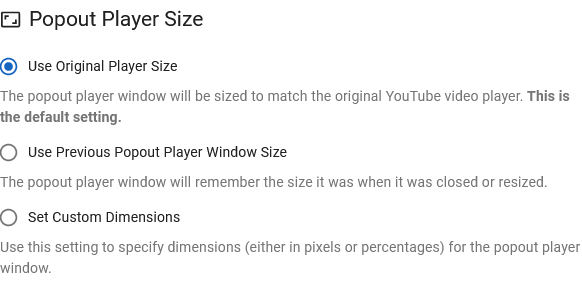 Popout Player Size
Use Original Player Size
The popout player window will be sized to match the original YouTube video player. This is
the default setting.
Use Previous Popout Player Window Size
The popout player window will remember the size it was when it was closed or resized.
Set Custom Dimensions
Use this setting to specify dimensions (either in pixels or percentages) for the popout player
window.